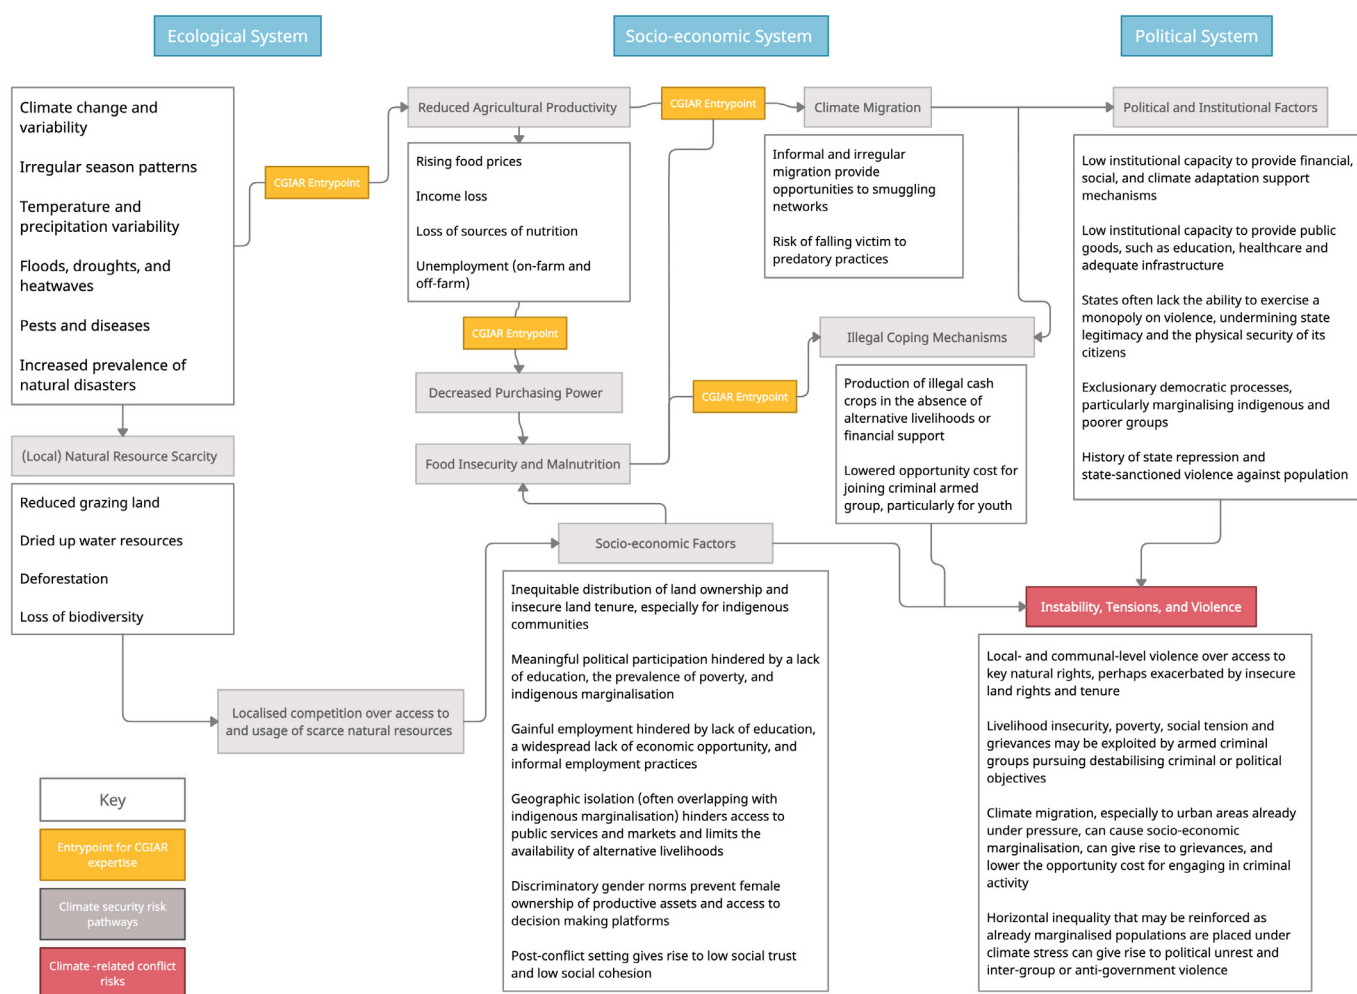 Ecological System
Socio-economic System
Political System
Climate change and
variability
Irregular season patterns
Temperature and
precipitation variability
Floods, droughts, and
heatwaves
Pests and diseases
Increased prevalence of
natural disasters
CGIAR Entrypoint
(Local) Natural Resource Scarcity
Reduced grazing land
Dried up water resources
Deforestation
Loss of biodiversity
Localised competition over access to
and usage of scarce natural resources
Reduced Agricultural Productivity
Rising food prices
Income loss
Loss of sources of nutrition
Unemployment (on-farm and
off-farm)
CGIAR Entrypoint
Decreased Purchasing Power
Food Insecurity and Malnutrition
CGIAR Entrypoint
Climate Migration
Informal and irregular
migration provide
opportunities to smuggling
networks
Risk of falling victim to
predatory practices
CGIAR Entrypoint
Illegal Coping Mechanisms
Production of illegal cash
crops in the absence of
alternative livelihoods or
financial support
Lowered opportunity cost for
joining criminal armed
group, particularly for youth
Socio-economic Factors
Inequitable distribution of land ownership and
insecure land tenure, especially for indigenous
communities
Meaningful political participation hindered by a lack
of education, the prevalence of poverty, and
indigenous marginalisation
Gainful employment hindered by lack of education,
a widespread lack of economic opportunity, and
informal employment practices
Geographic isolation (often overlapping with
indigenous marginalisation) hinders access to
public services and markets and limits the
availability of alternative livelihoods
Discriminatory gender norms prevent female
ownership of productive assets and access to
decision making platforms
Post-conflict setting gives rise to low social trust
and low social cohesion
Political and Institutional Factors
Low institutional capacity to provide financial,
social, and climate adaptation support
mechanisms
Low institutional capacity to provide public
goods, such as education, healthcare and
adequate infrastructure
States often lack the ability to exercise a
monopoly on violence, undermining state
legitimacy and the physical security of its
citizens
Exclusionary democratic processes,
particularly marginalising indigenous and
poorer groups
History of state repression and
state-sanctioned violence against population
Instability, Tensions, and Violence
Local- and communal-level violence over access to
key natural rights, perhaps exacerbated by insecure
land rights and tenure
Livelihood insecurity, poverty, social tension and
grievances may be exploited by armed criminal
groups pursuing destabilising criminal or political
objectives
Climate migration, especially to urban areas already
under pressure, can cause socio-economic
marginalisation, can give rise to grievances, and
lower the opportunity cost for engaging in criminal
activity
Horizontal inequality that may be reinforced as
already marginalised populations are placed under
climate stress can give rise to political unrest and
inter-group or anti-government violence
Key
Entrypoint for CGIAR
expertise
Climate security risk
pathways
Climate -related conflict
risks